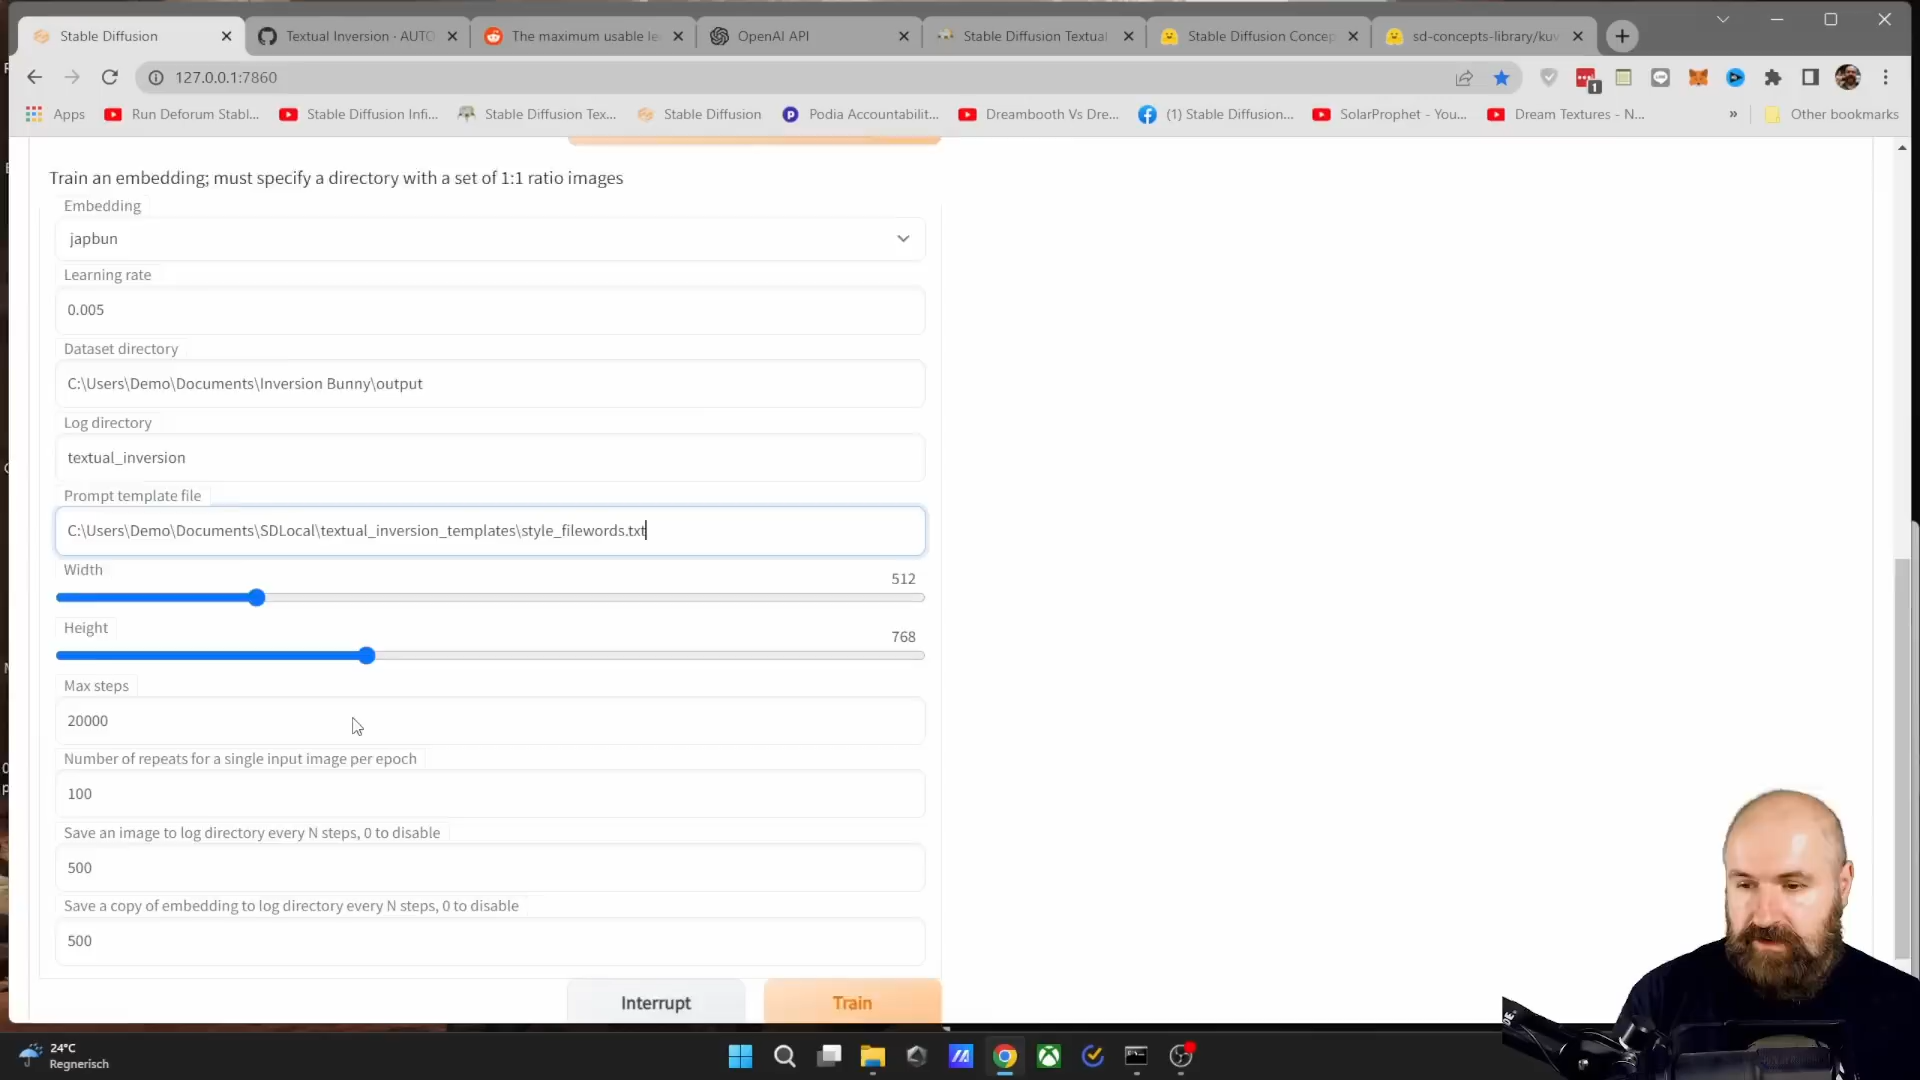 Stable Diffusion
Textual Inversion · AUTO
The maximum usable le
OpenAI API
Stable Diffusion Textual
Stable Diffusion Concep
sd-concepts-library/kuv
127.0.0.1:7860
1
Apps
Run Deforum Stabl...
Stable Diffusion Infi...
Stable Diffusion Tex...
Stable Diffusion
Podia Accountabilit...
Dreambooth Vs Dre...
(1) Stable Diffusion...
SolarProphet - You...
Dream Textures - N...
»
Other bookmarks
Train an embedding; must specify a directory with a set of 1:1 ratio images
Embedding
japbun
Learning rate
0.005
Dataset directory
C:\Users\Demo\Documents\Inversion Bunny\output
Log directory
textual_inversion
Prompt template file
C:\Users\Demo\Documents\SDLocal\textual_inversion_templates\style_filewords.txt
Width
512
Height
768
Max steps
20000
Number of repeats for a single input image per epoch
100
Save an image to log directory every N steps, 0 to disable
500
Save a copy of embedding to log directory every N steps, 0 to disable
500
Interrupt
Train
24°C
Regnerisch